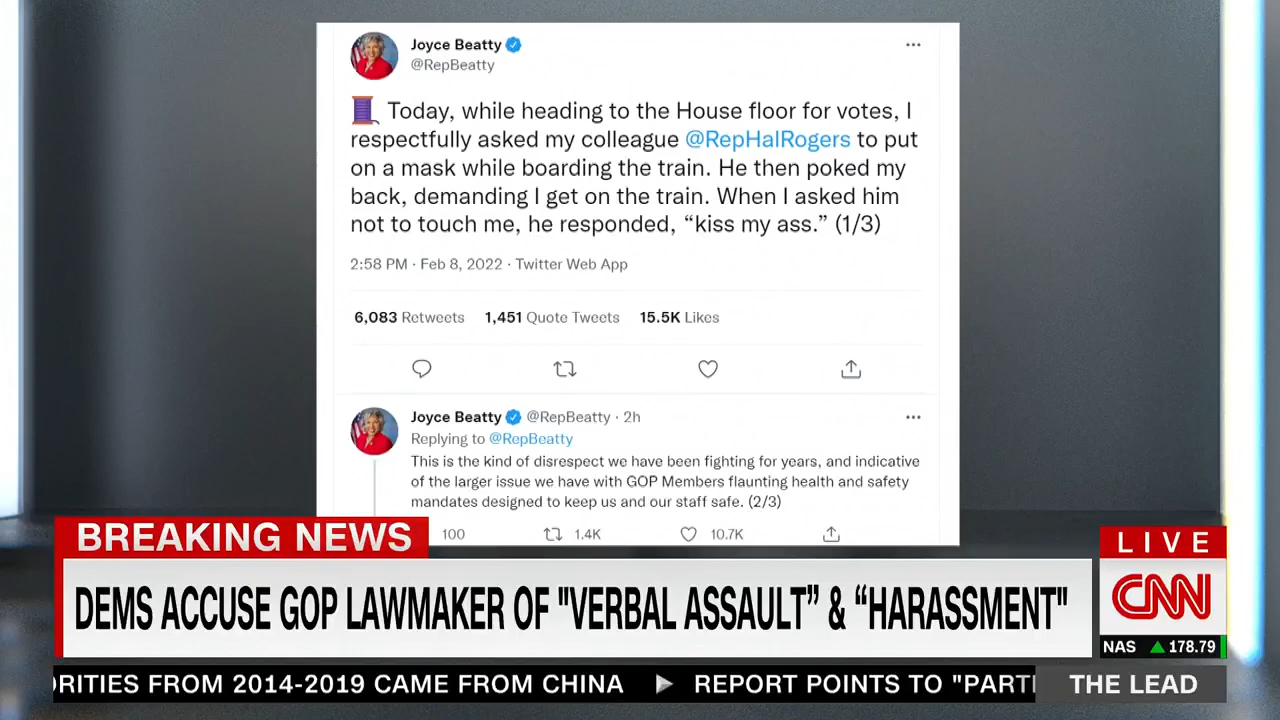 Joyce Beatty
@RepBeatty
Today, while heading to the House floor for votes, I
respectfully asked my colleague @RepHalRogers to put
on a mask while boarding the train. He then poked my
back, demanding I get on the train. When I asked him
not to touch me, he responded, “kiss my ass.” (1/3)
2:58 PM · Feb 8, 2022 · Twitter Web App
6,083 Retweets 1,451 Quote Tweets 15.5K Likes
Joyce Beatty @RepBeatty · 2h
Replying to @RepBeatty
This is the kind of disrespect we have been fighting for years, and indicative
of the larger issue we have with GOP Members flaunting health and safety
mandates designed to keep us and our staff safe. (2/3)
100 1.4K 10.7K
BREAKING NEWS
DEMS ACCUSE GOP LAWMAKER OF "VERBAL ASSAULT” & “HARASSMENT"
LIVE
CNN
NAS ▲ 178.79
ORITIES FROM 2014-2019 CAME FROM CHINA ▶ REPORT POINTS TO "PARTI
THE LEAD